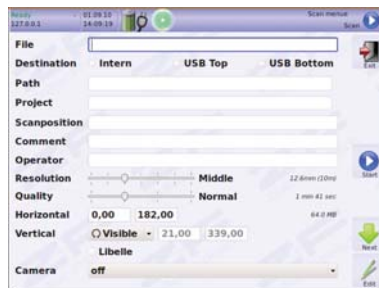 Ready 01.09.10 Scan menue
127.0.0.1 14:09:19 Scan
File
Exit
Destination Intern USB Top USB Bottom
Path
Project
Scanposition
Comment
Operator
Resolution Middle 12.6mm (10m)
Start
Quality Normal 1 min 41 sec
Horizontal 0,00 182,00 64.0 MB
Vertical Visible 21,00 339,00
Next
Libelle
Camera off
Edit